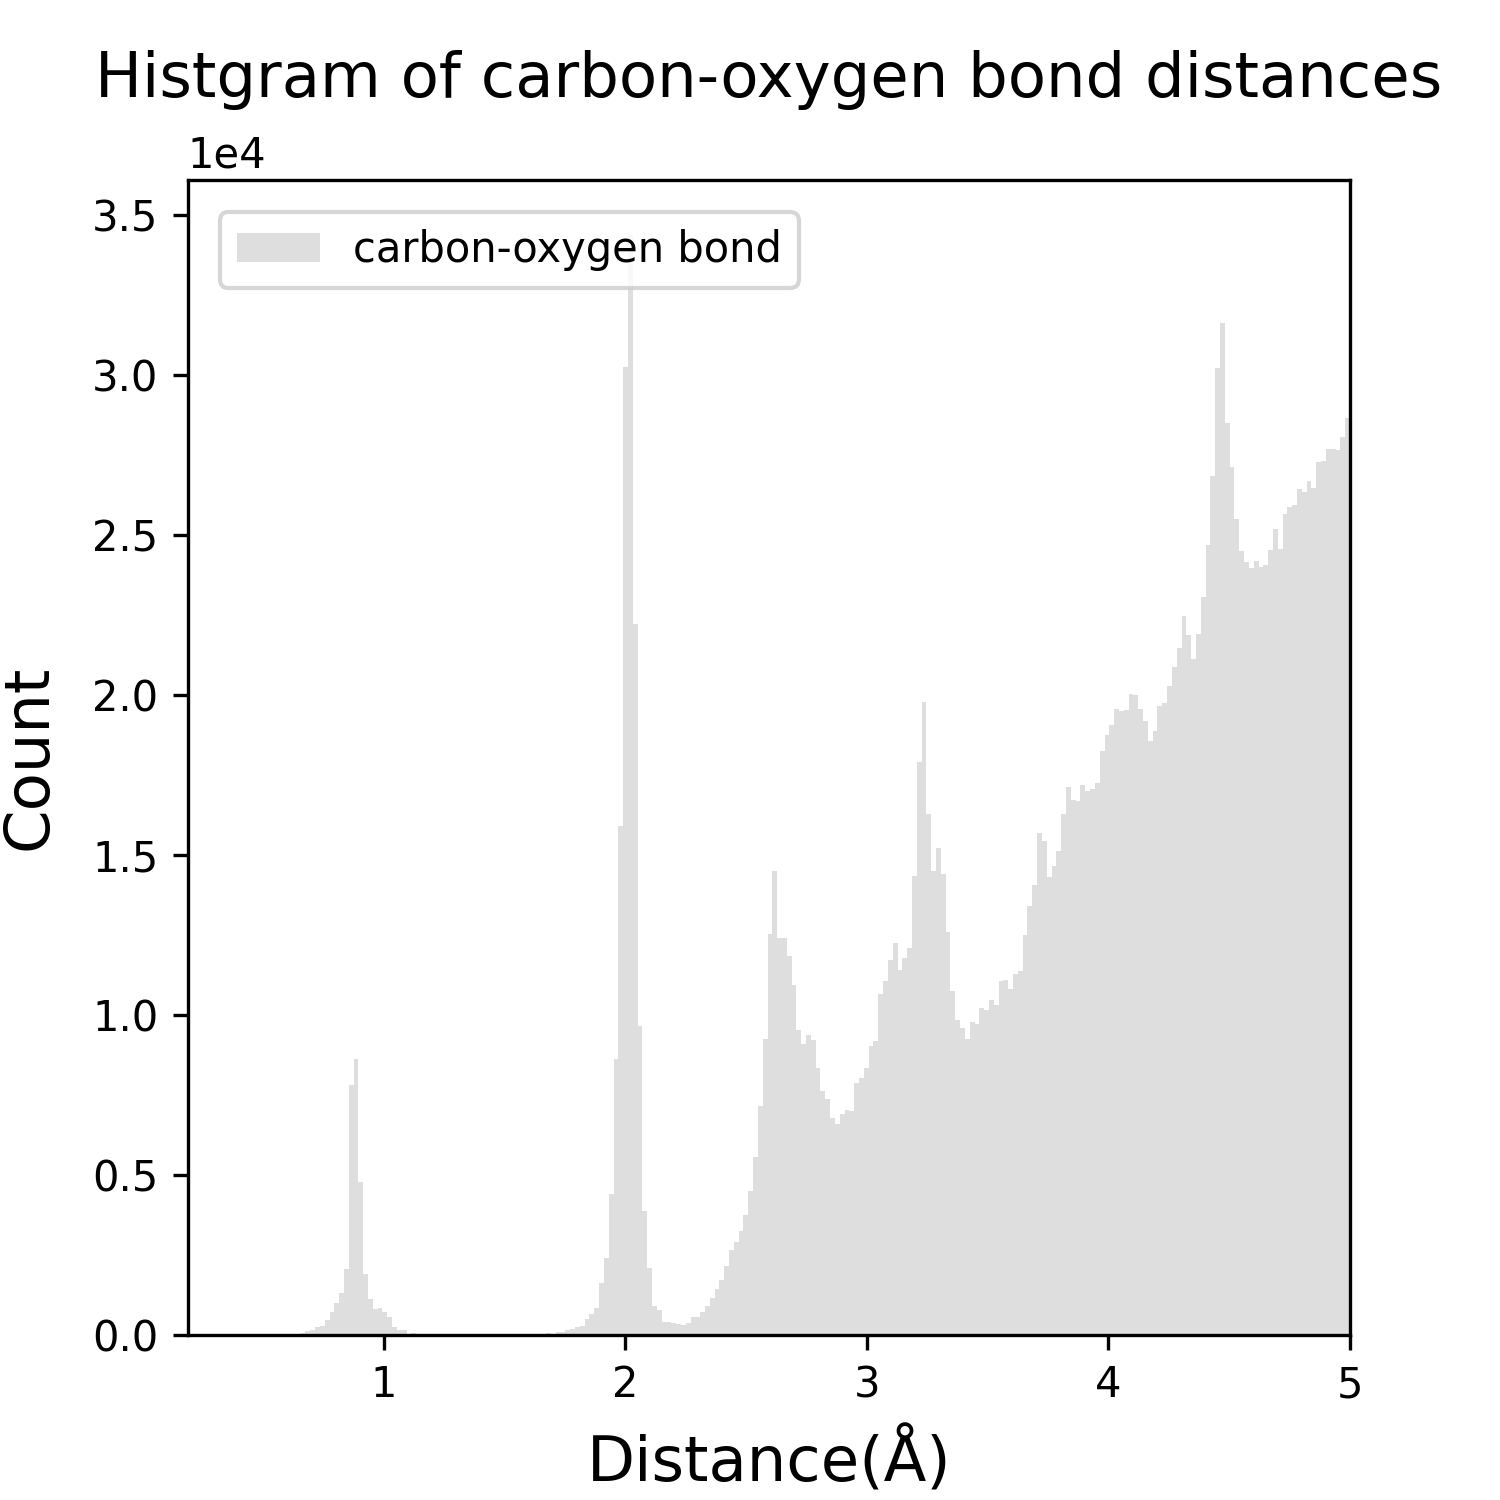 Histgram of carbon-oxygen bond distances
1e4
carbon-oxygen bond
3.5
3.0
2.5
2.0
1.5
1.0
0.5
0.0
Count
1 2 3 4 5
Distance(Å)